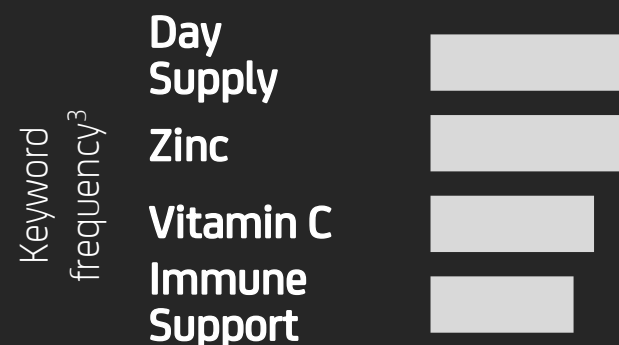 Keyword
frequency³
Day
Supply
Zinc
Vitamin C
Immune
Support